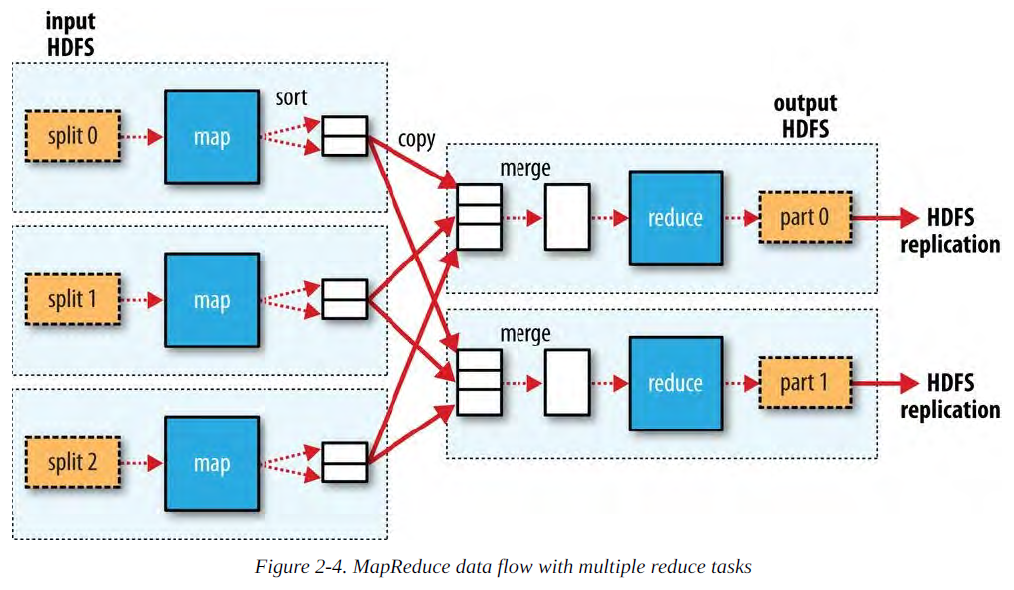 input
HDFS
split 0
map
sort
copy
split 1
map
split 2
map
output
HDFS
merge
reduce
part 0
HDFS
replication
merge
reduce
part 1
HDFS
replication
Figure 2-4. MapReduce data flow with multiple reduce tasks